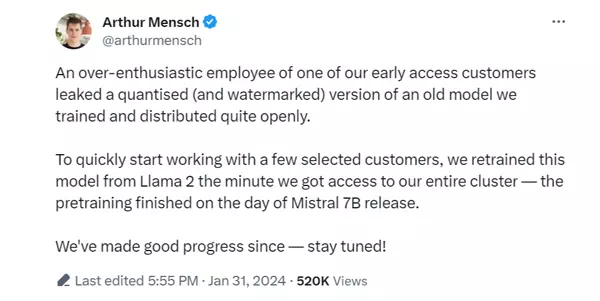 Arthur Mensch
@arthurmensch
An over-enthusiastic employee of one of our early access customers
leaked a quantised (and watermarked) version of an old model we
trained and distributed quite openly.
To quickly start working with a few selected customers, we retrained this
model from Llama 2 the minute we got access to our entire cluster — the
pretraining finished on the day of Mistral 7B release.
We've made good progress since — stay tuned!
Last edited 5:55 PM · Jan 31, 2024 · 520K Views